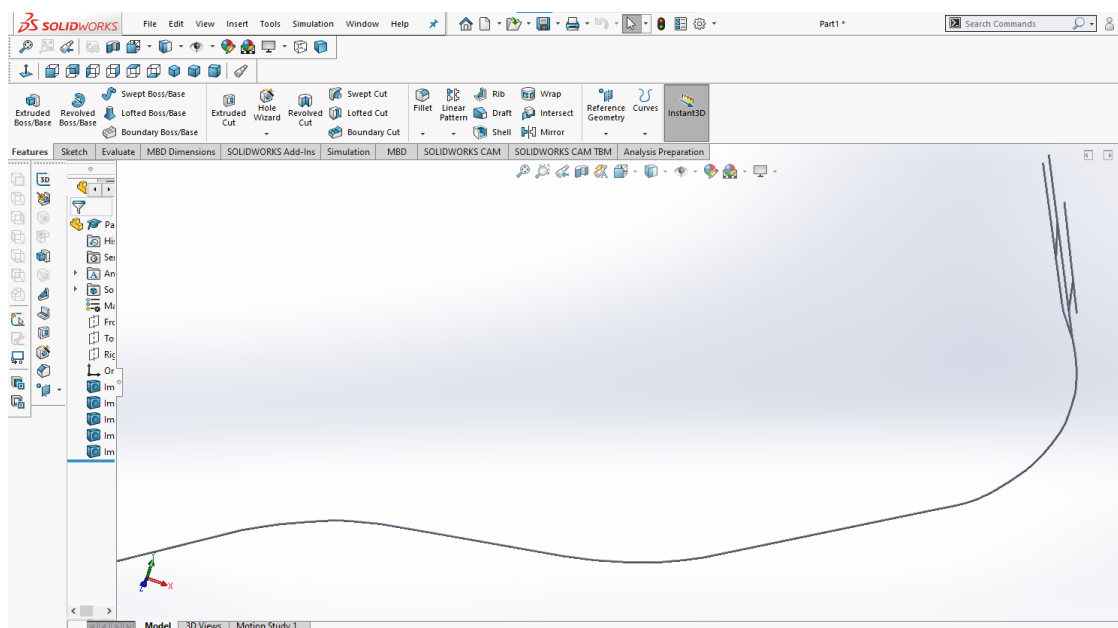 SOLIDWORKS File Edit View Insert Tools Simulation Window Help Part1 * Search Commands
Extruded Boss/Base
Revolved Boss/Base
Swept Boss/Base
Lofted Boss/Base
Boundary Boss/Base
Extruded Cut
Hole Wizard
Revolved Cut
Swept Cut
Lofted Cut
Boundary Cut
Fillet
Linear Pattern
Rib
Draft
Shell
Wrap
Intersect
Mirror
Reference Geometry
Curves
Instant3D
Features Sketch Evaluate MBD Dimensions SOLIDWORKS Add-Ins Simulation MBD SOLIDWORKS CAM SOLIDWORKS CAM TBM Analysis Preparation
3D
Pa
His
Se
An
So
Ma
Fro
To
Rig
Or
Im
Im
Im
Im
Im
Y
X
Z
Model 3D Views Motion Study 1